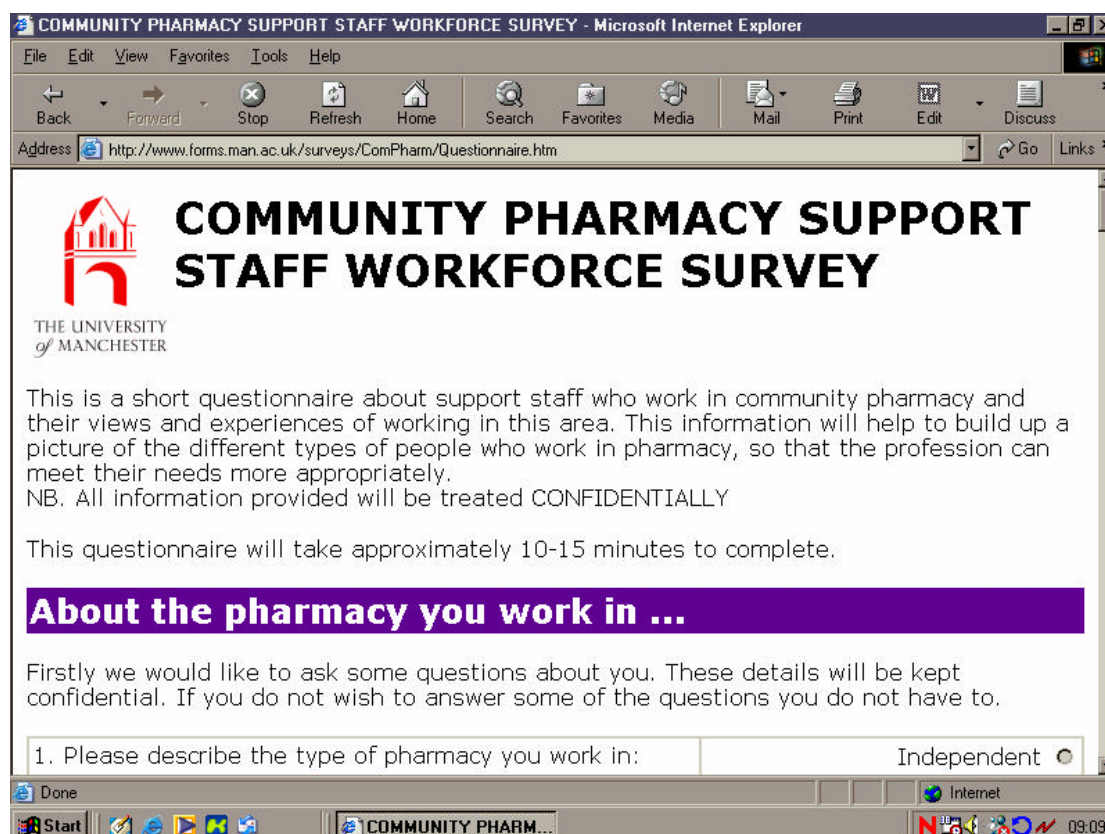 COMMUNITY PHARMACY SUPPORT STAFF WORKFORCE SURVEY - Microsoft Internet Explorer
File Edit View Favorites Tools Help
Back Forward Stop Refresh Home Search Favorites Media Mail Print Edit Discuss
Address http://www.forms.man.ac.uk/surveys/ComPharm/Questionnaire.htm Go Links
COMMUNITY PHARMACY SUPPORT
STAFF WORKFORCE SURVEY
THE UNIVERSITY
of MANCHESTER
This is a short questionnaire about support staff who work in community pharmacy and
their views and experiences of working in this area. This information will help to build up a
picture of the different types of people who work in pharmacy, so that the profession can
meet their needs more appropriately.
NB. All information provided will be treated CONFIDENTIALLY
This questionnaire will take approximately 10-15 minutes to complete.
About the pharmacy you work in ...
Firstly we would like to ask some questions about you. These details will be kept
confidential. If you do not wish to answer some of the questions you do not have to.
1. Please describe the type of pharmacy you work in: Independent
Done Internet
Start COMMUNITY PHARM... 09:09